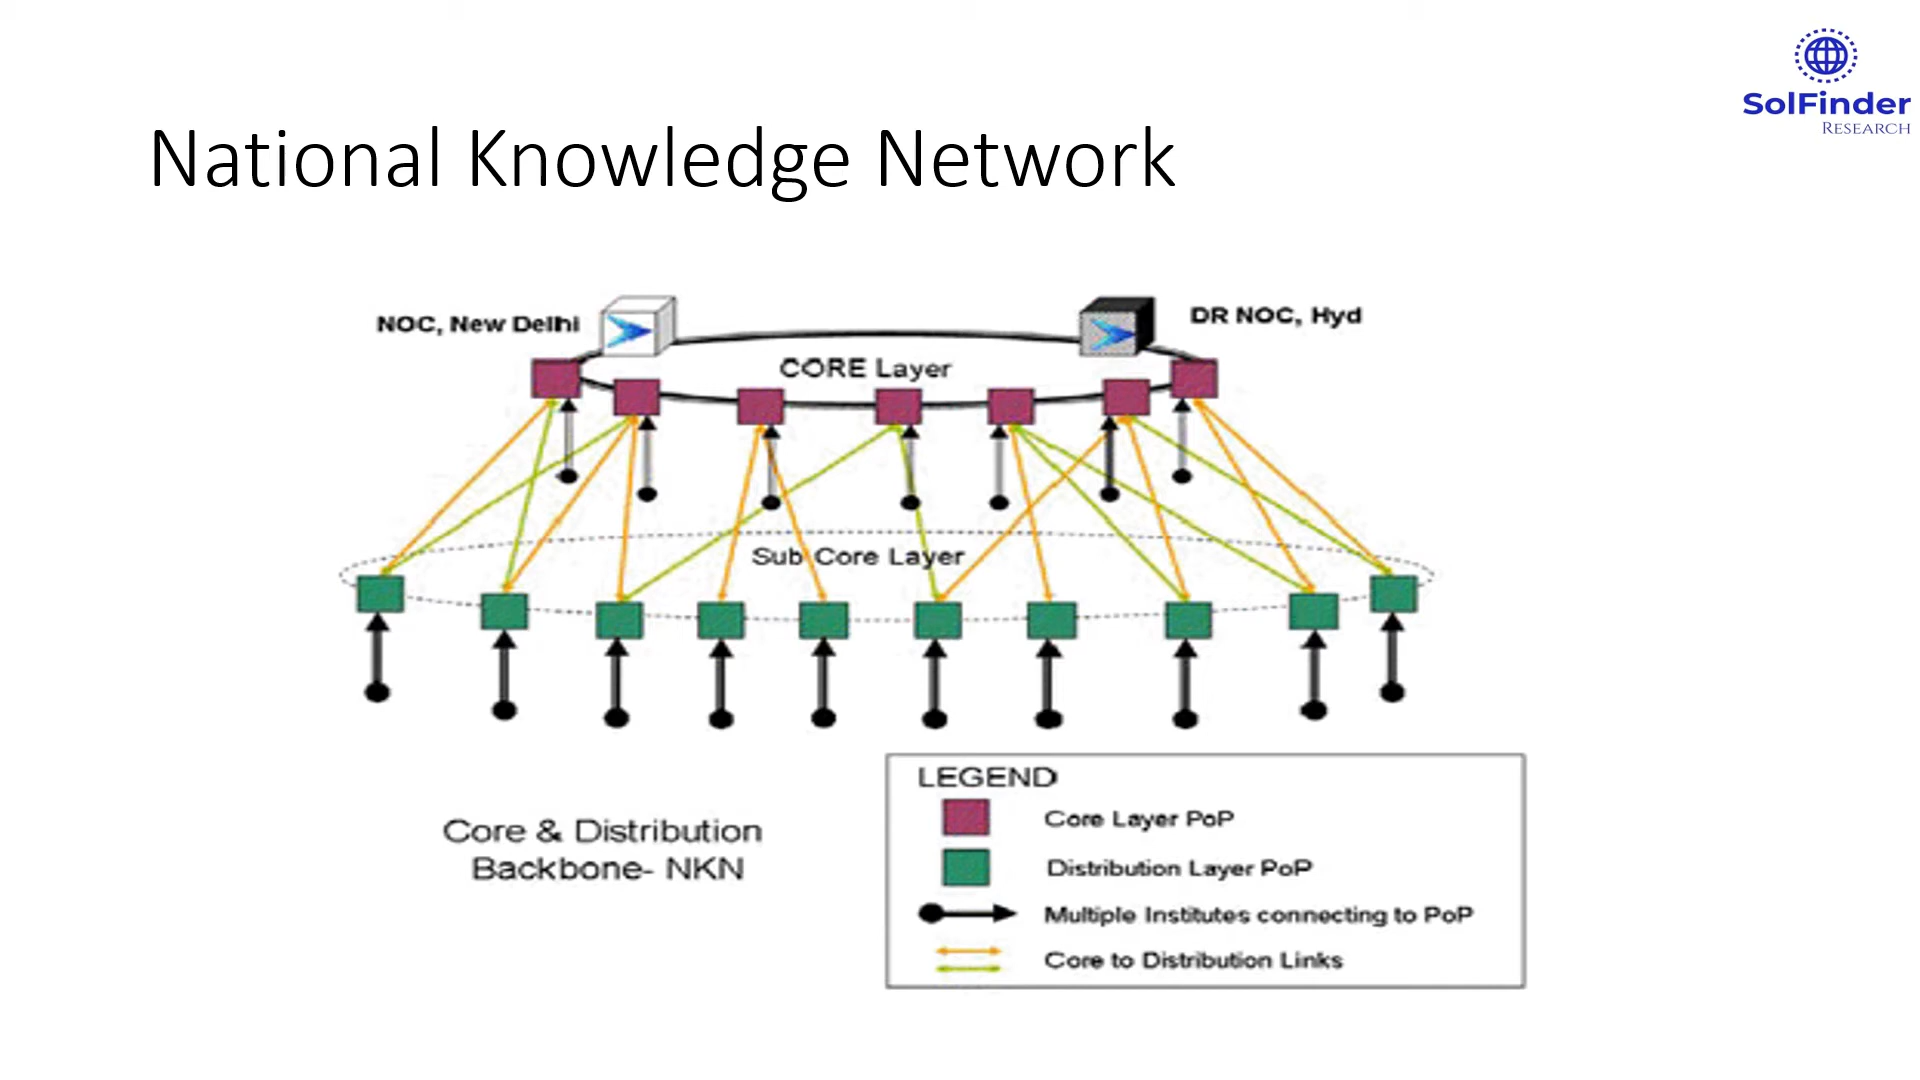 SolFinder
RESEARCH
National Knowledge Network
NOC, New Delhi
DR NOC, Hyd
CORE Layer
Sub Core Layer
Core & Distribution
Backbone- NKN
LEGEND
Core Layer PoP
Distribution Layer PoP
Multiple Institutes connecting to PoP
Core to Distribution Links